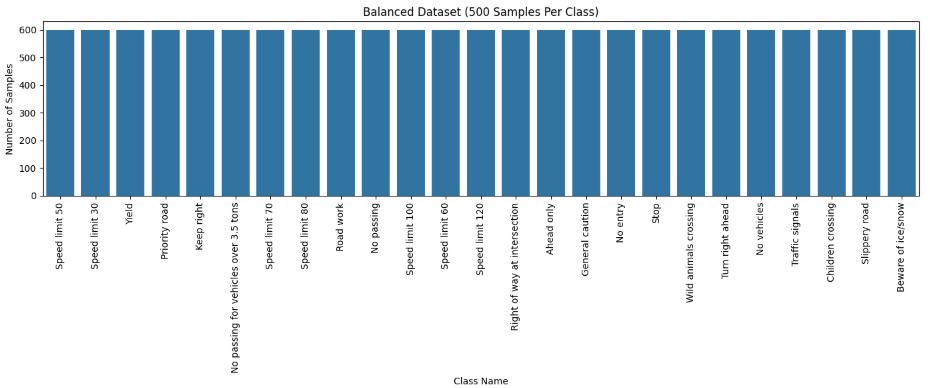 Balanced Dataset (500 Samples Per Class)
Number of Samples
600
500
400
300
200
100
0
Speed limit 50
Speed limit 30
Yield
Priority road
Keep right
No passing for vehicles over 3.5 tons
Speed limit 70
Speed limit 80
Road work
No passing
Speed limit 100
Speed limit 60
Speed limit 120
Right of way at intersection
Ahead only
General caution
No entry
Stop
Wild animals crossing
Turn right ahead
No vehicles
Traffic signals
Children crossing
Slippery road
Beware of ice/snow
Class Name